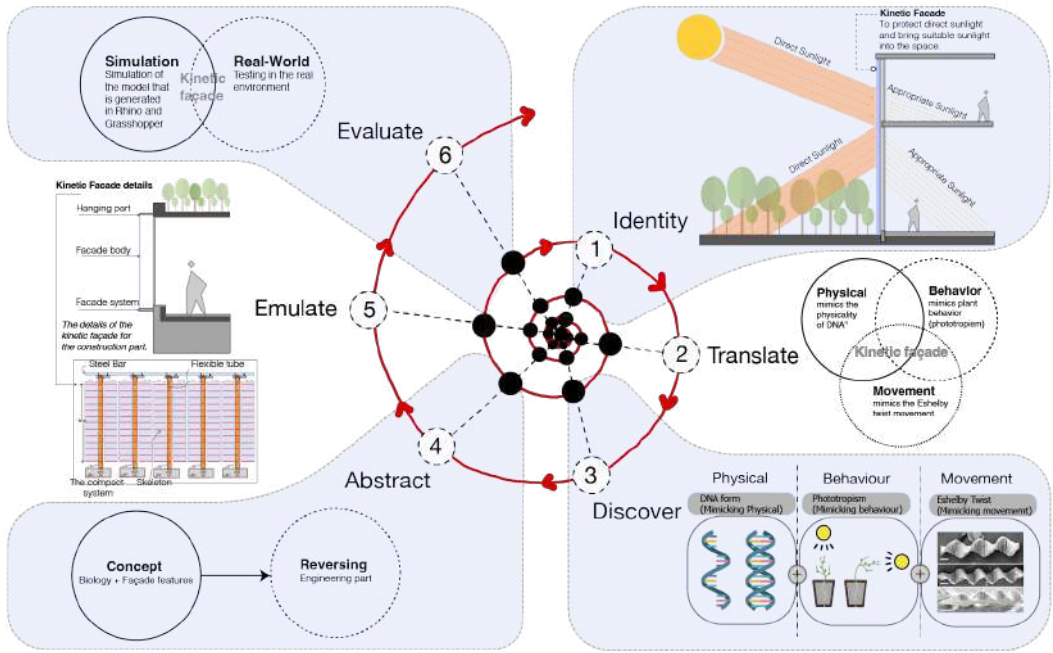 Simulation
Simulation of
the model that
is generated
in Rhino and
Grasshopper
Kinetic
façade
Real-World
Testing in the real
environment
Evaluate
6
Kinetic Facade
To protect direct sunlight
and bring suitable sunlight
into the space.
Direct Sunlight
Appropriate Sunlight
Direct Sunlight
Appropriate Sunlight
Identity
1
Kinetic Facade details
Hanging part
Facade body
Facade system
The details of the
kinetic façade for
the construction part.
Steel Bar
Flexible tube
The compact
system
Skeleton
Emulate
5
2
Translate
Physical
mimics the
physicality
of DNA"
Behavior
mimics plant
behavior
(phototropism)
Kinetic façade
Movement
mimics the Eshelby
twist movement
4
Abstract
3
Discover
Concept
Biology + Façade features
Reversing
Engineering part
Physical
Behaviour
Movement
DNA form
(Mimicking Physical)
Phototropism
(Mimicking behaviour)
Eshelby Twist
(Mimicking movement)
+
+